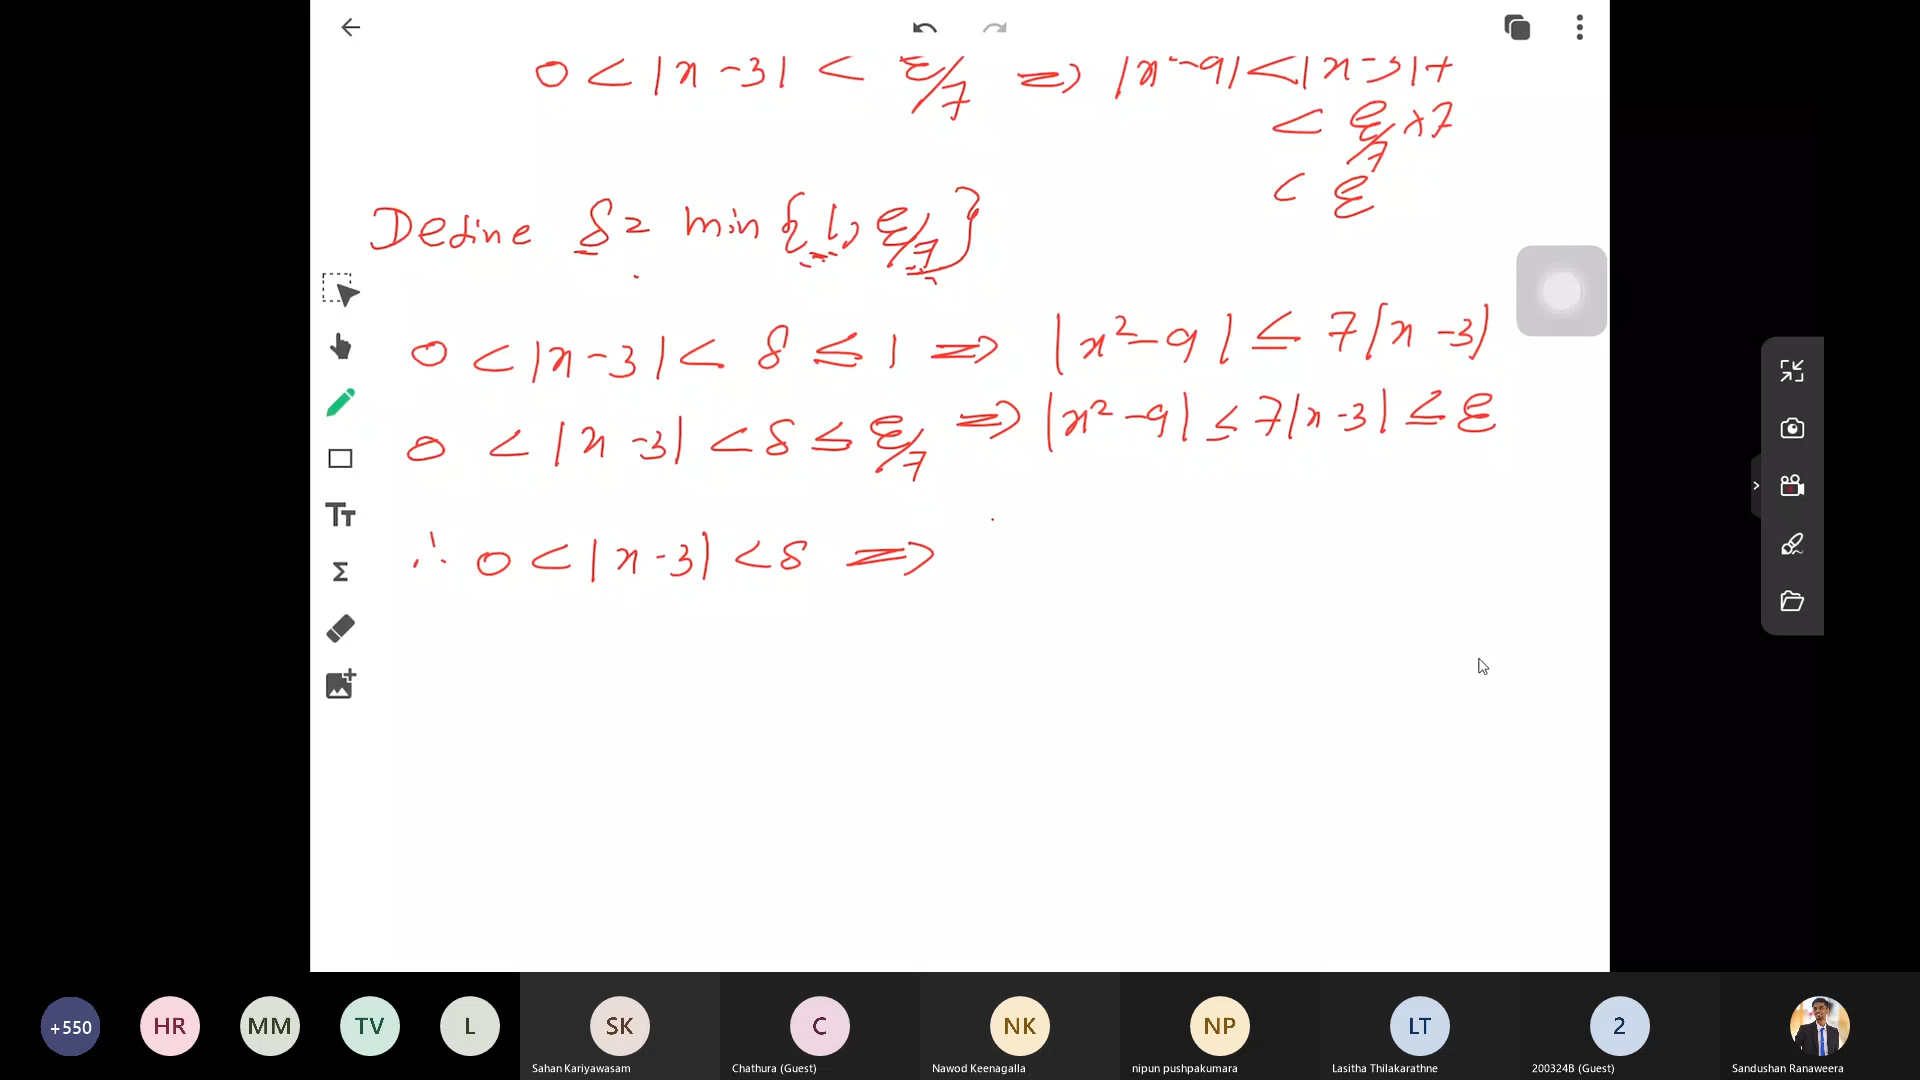 0 < |x - 3| < ε/7 ⇒ |x² - 9| < |x - 3| 7
< ε/7 × 7
< ε
Define δ = min {1, ε/7}
0 < |x - 3| < δ ≤ 1 ⇒ |x² - 9| ≤ 7|x - 3|
0 < |x - 3| < δ ≤ ε/7 ⇒ |x² - 9| ≤ 7|x - 3| ≤ ε
∴ 0 < |x - 3| < δ ⇒
Tт
Σ
+550
HR
MM
TV
L
SK
C
NK
NP
LT
2
Sahan Kariyawasam
Chathura (Guest)
Nawod Keenagalla
nipun pushpakumara
Lasitha Thilakarathne
200324B (Guest)
Sandushan Ranaweera